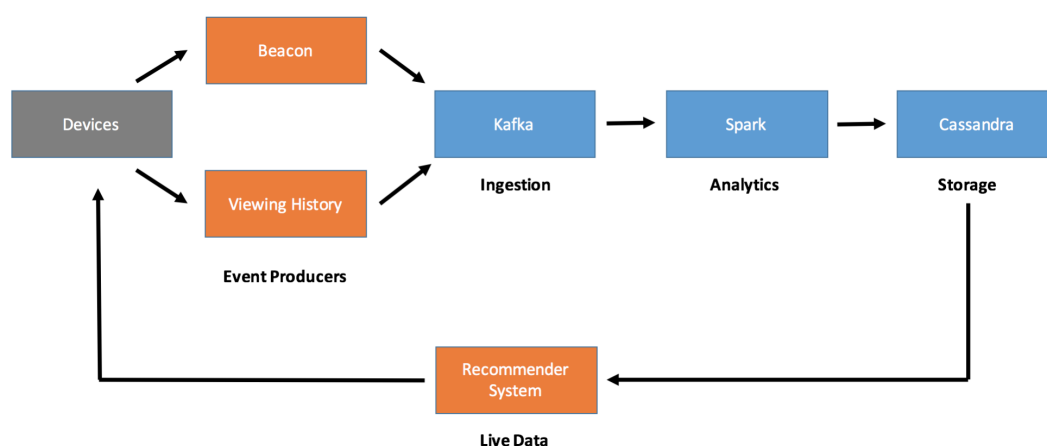 Beacon
Devices
Kafka
Spark
Cassandra
Ingestion
Analytics
Storage
Viewing History
Event Producers
Recommender
System
Live Data